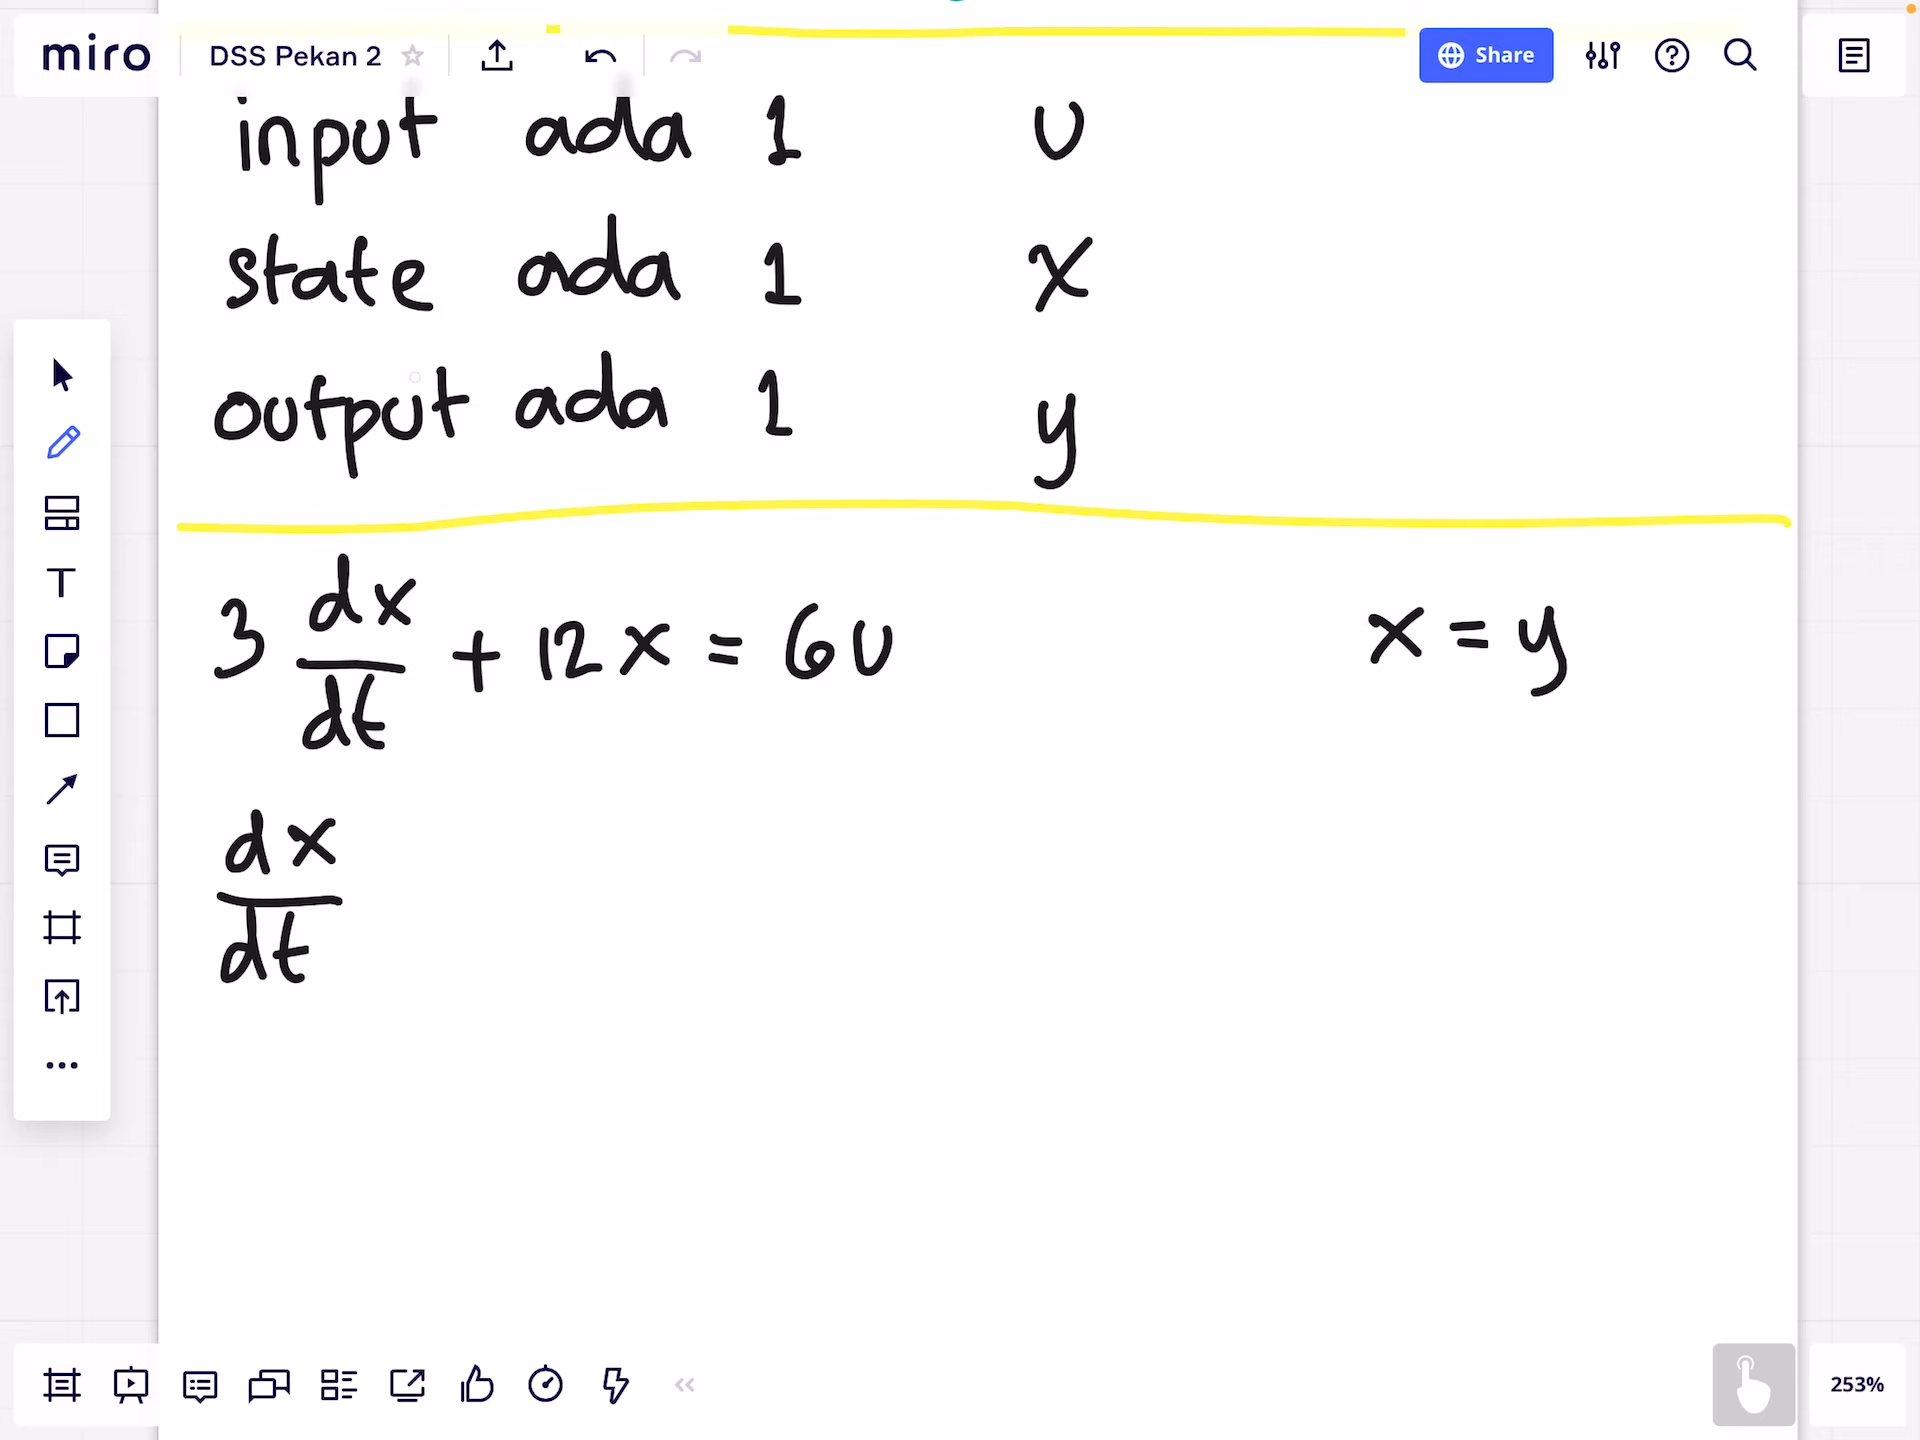 miro DSS Pekan 2 Share
input ada 1 u
state ada 1 x
output ada 1 y
3 dx/dt + 12x = 6u x = y
dx/dt
T
253%